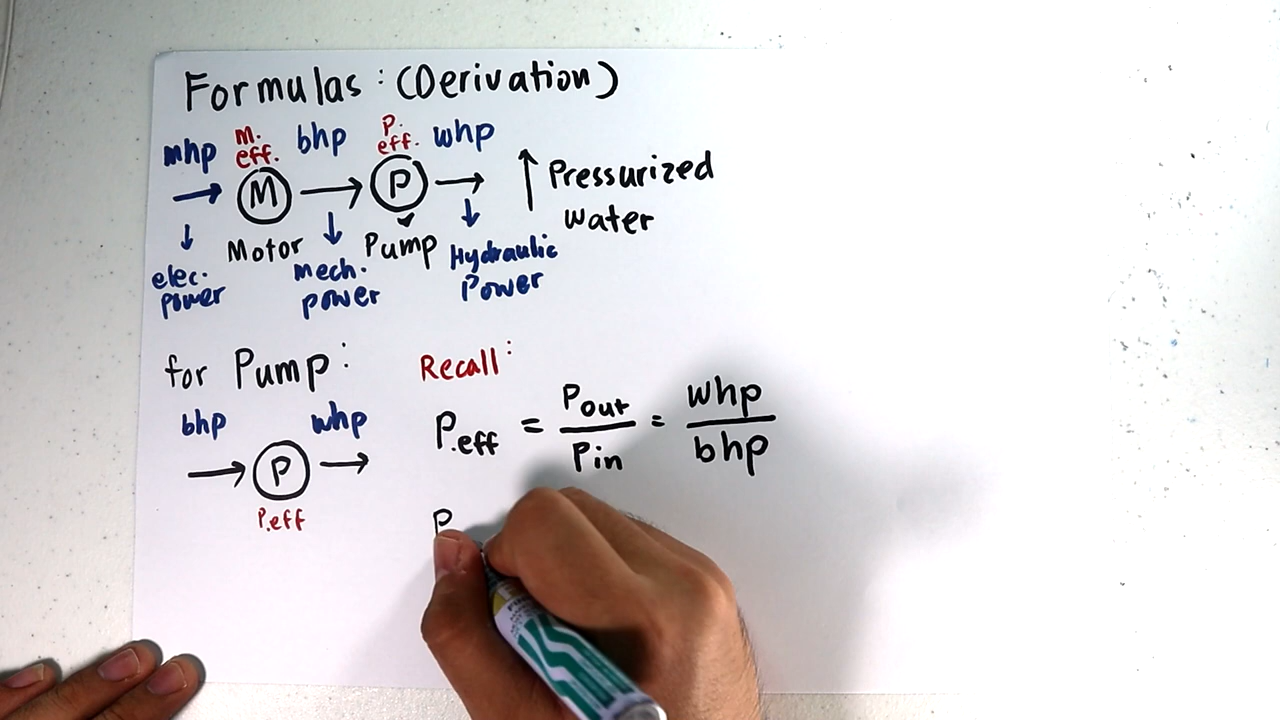 Formulas: (Derivation)
mhp M. eff. bhp P. eff. whp
M P ↑ Pressurized water
Motor Pump
elec. power mech. power Hydraulic Power
for Pump: Recall:
bhp whp
P.eff = Pout / Pin = whp / bhp
P
P.eff
P